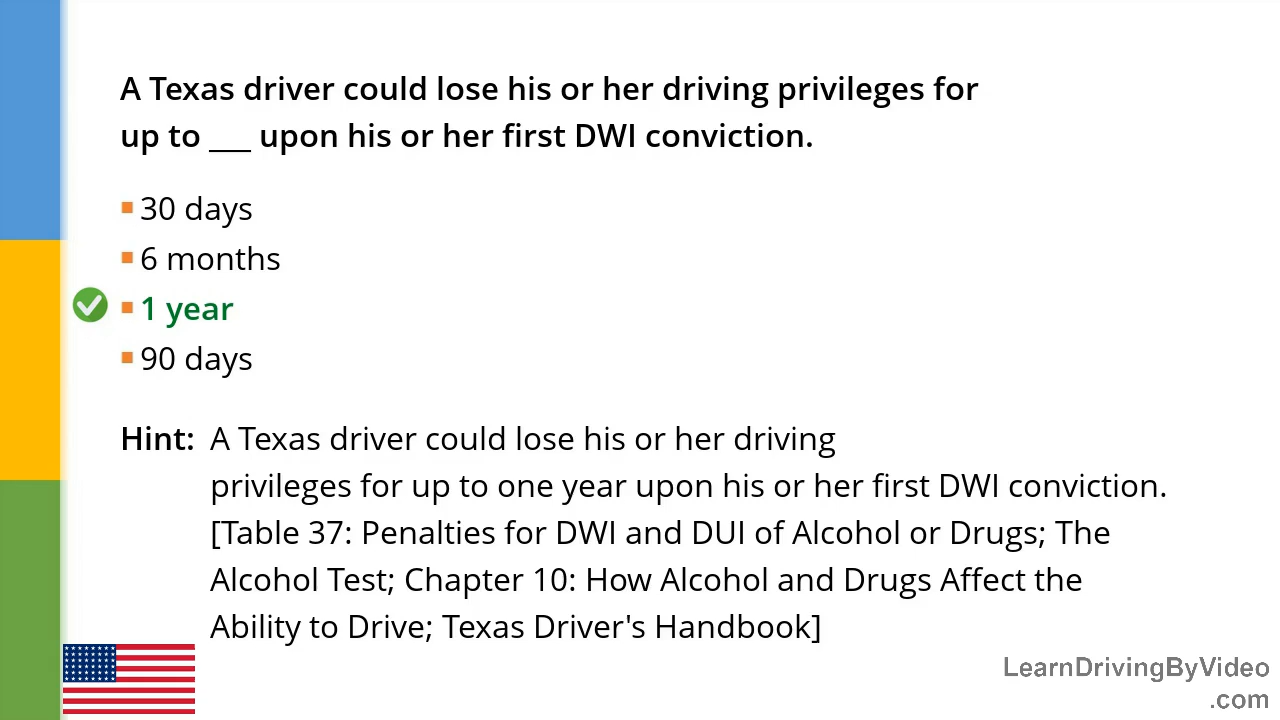 A Texas driver could lose his or her driving privileges for
up to ___ upon his or her first DWI conviction.
30 days
6 months
1 year
90 days
Hint: A Texas driver could lose his or her driving
privileges for up to one year upon his or her first DWI conviction.
[Table 37: Penalties for DWI and DUI of Alcohol or Drugs; The
Alcohol Test; Chapter 10: How Alcohol and Drugs Affect the
Ability to Drive; Texas Driver's Handbook]
LearnDrivingByVideo
.com